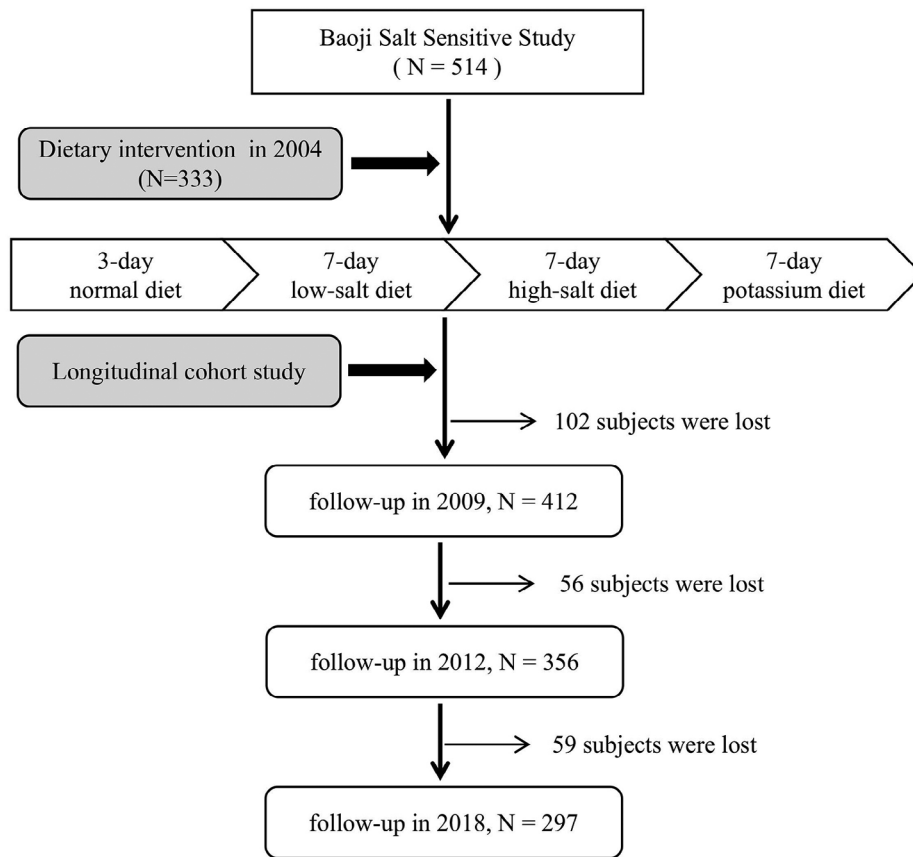 Baoji Salt Sensitive Study
( N = 514 )
Dietary intervention in 2004
(N=333)
3-day
normal diet
7-day
low-salt diet
7-day
high-salt diet
7-day
potassium diet
Longitudinal cohort study
102 subjects were lost
follow-up in 2009, N = 412
56 subjects were lost
follow-up in 2012, N = 356
59 subjects were lost
follow-up in 2018, N = 297